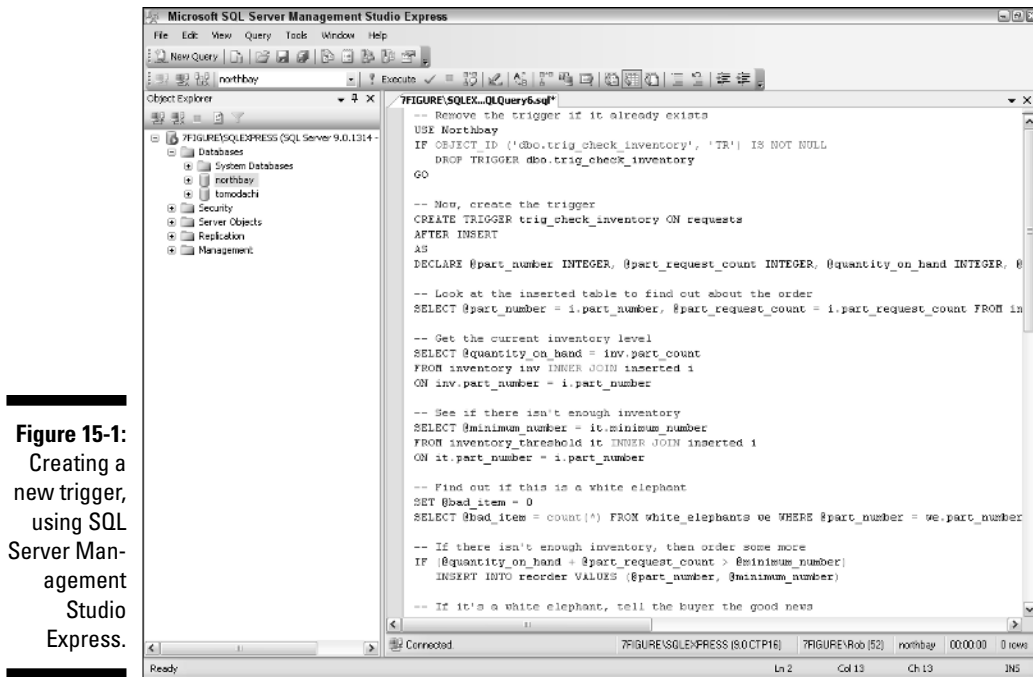 Microsoft SQL Server Management Studio Express
File Edit View Query Tools Window Help
New Query
northbay
Execute
Object Explorer
7FIGURE\SQLEXPRESS (SQL Server 9.0.1314 -
Databases
System Databases
northbay
tomodachi
Security
Server Objects
Replication
Management
7FIGURE\SQLEX...QLQuery6.sql*
-- Remove the trigger if it already exists
USE Northbay
IF OBJECT_ID ('dbo.trig_check_inventory', 'TR') IS NOT NULL
DROP TRIGGER dbo.trig_check_inventory
GO
-- Now, create the trigger
CREATE TRIGGER trig_check_inventory ON requests
AFTER INSERT
AS
DECLARE @part_number INTEGER, @part_request_count INTEGER, @quantity_on_hand INTEGER, @
-- Look at the inserted table to find out about the order
SELECT @part_number = i.part_number, @part_request_count = i.part_request_count FROM in
-- Get the current inventory level
SELECT @quantity_on_hand = inv.part_count
FROM inventory inv INNER JOIN inserted i
ON inv.part_number = i.part_number
-- See if there isn't enough inventory
SELECT @minimum_number = it.minimum_number
FROM inventory_threshold it INNER JOIN inserted i
ON it.part_number = i.part_number
-- Find out if this is a white elephant
SET @bad_item = 0
SELECT @bad_item = count(*) FROM white_elephants we WHERE @part_number = we.part_number
-- If there isn't enough inventory, then order some more
IF (@quantity_on_hand + @part_request_count > @minimum_number)
INSERT INTO reorder VALUES (@part_number, @minimum_number)
-- If it's a white elephant, tell the buyer the good news
Connected.
7FIGURE\SQLEXPRESS (9.0 CTP16)
7FIGURE\Rob (52)
northbay
00:00:00
0 rows
Ready
Ln 2
Col 13
Ch 13
INS
Figure 15-1:
Creating a
new trigger,
using SQL
Server Man-
agement
Studio
Express.